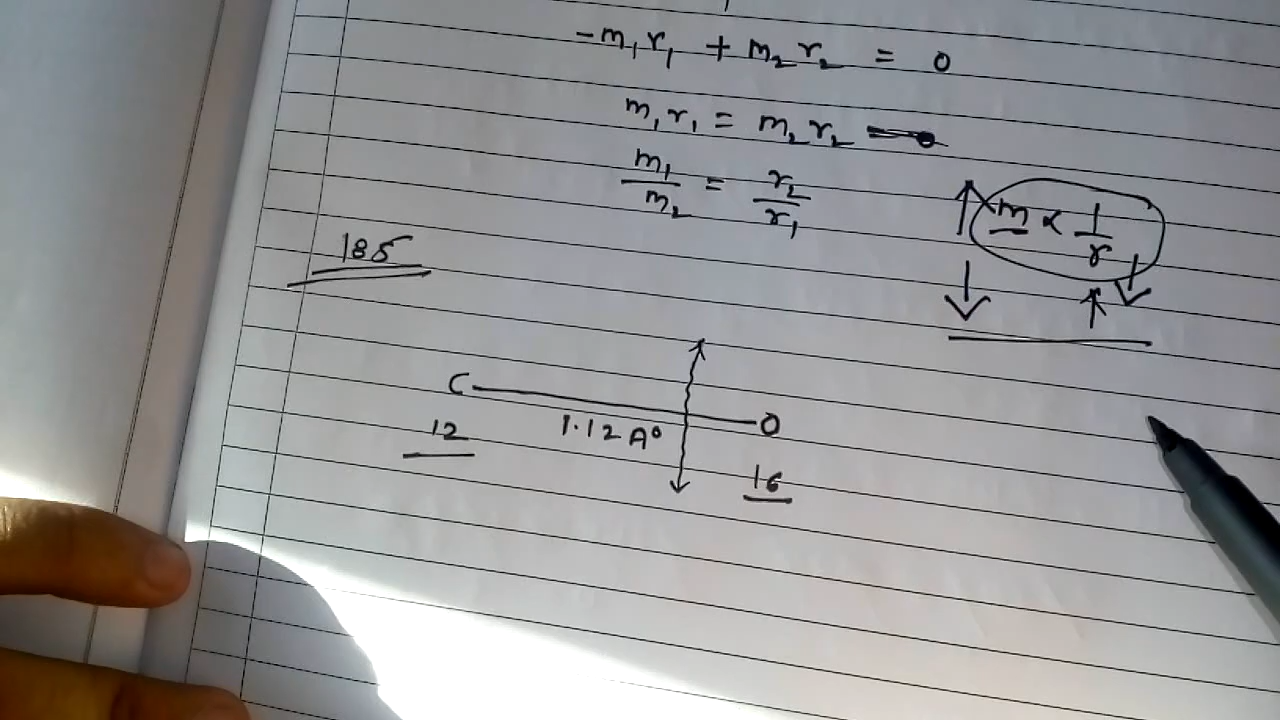 -m₁r₁ + m₂r₂ = 0
m₁r₁ = m₂r₂
m₁/m₂ = r₂/r₁
m ∝ 1/r
185
C O
1.12 A°
12
16